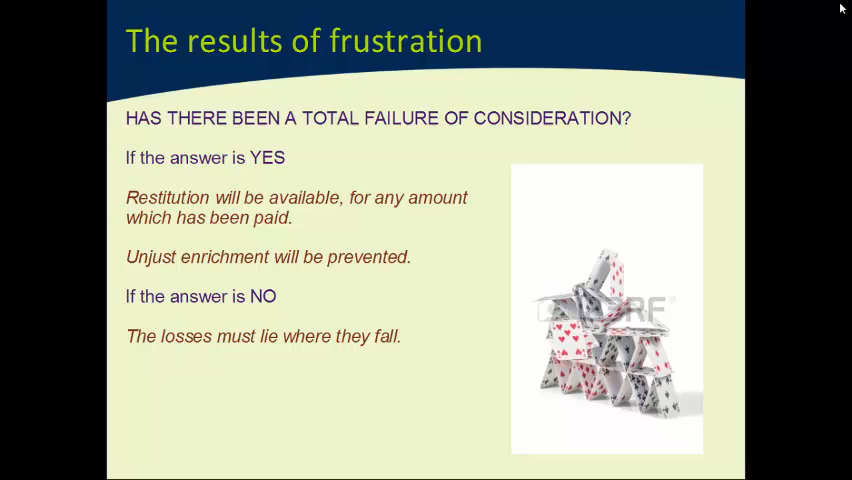 The results of frustration
HAS THERE BEEN A TOTAL FAILURE OF CONSIDERATION?
If the answer is YES
Restitution will be available, for any amount
which has been paid.
Unjust enrichment will be prevented.
If the answer is NO
The losses must lie where they fall.